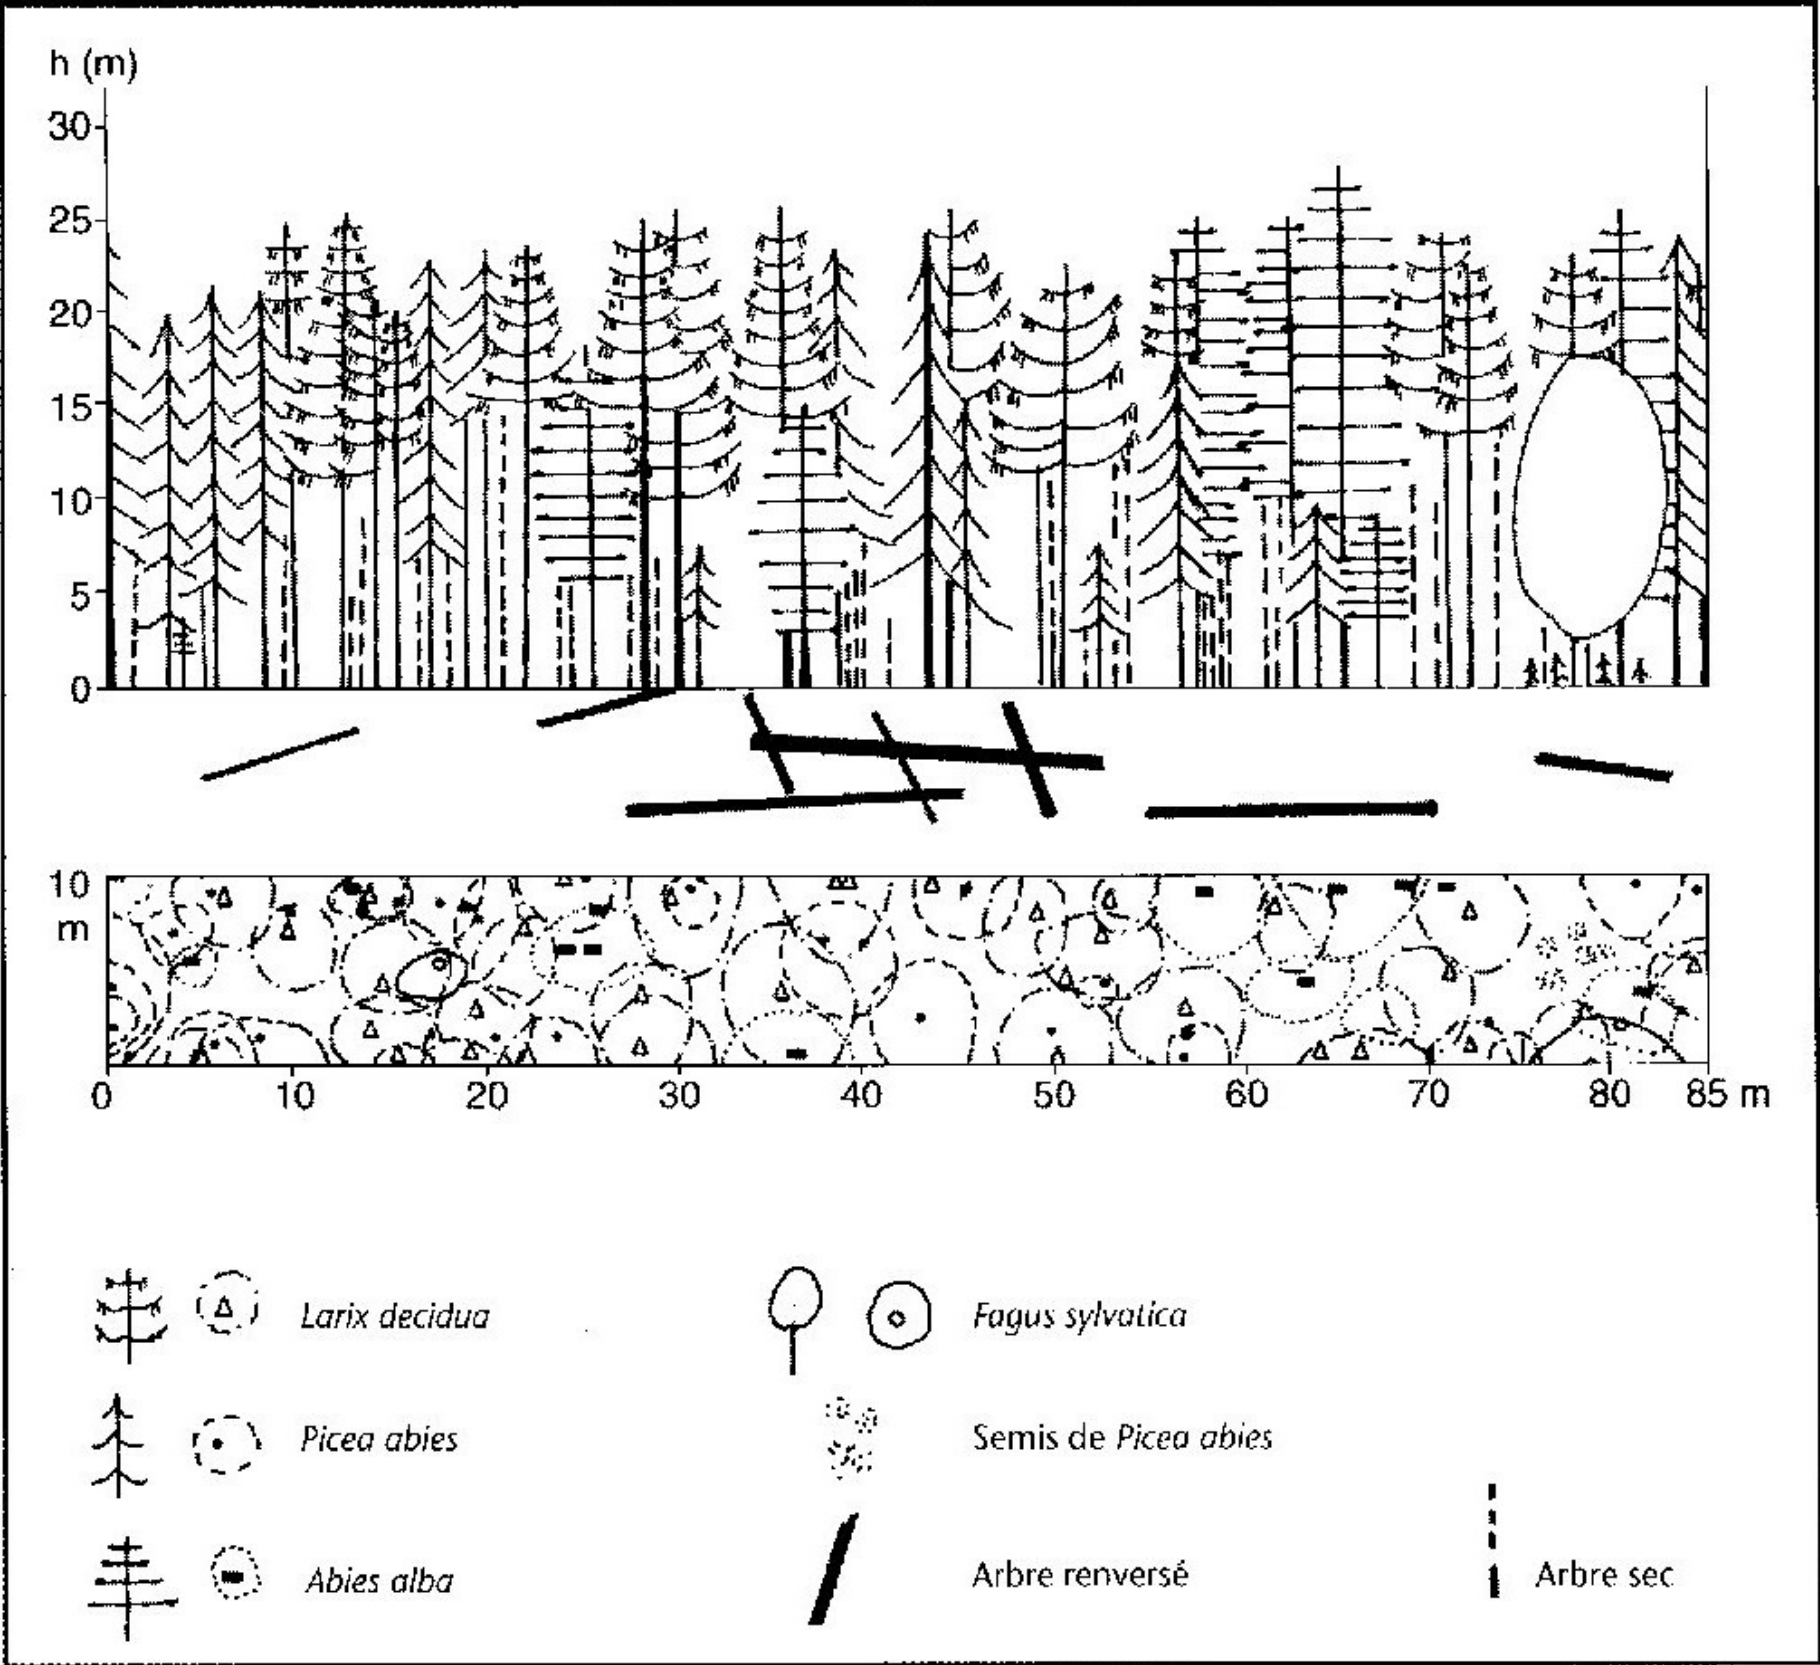 h (m)
30
25
20
15
10
5
0
10
m
0 10 20 30 40 50 60 70 80 85 m
Larix decidua
Fagus sylvatica
Picea abies
Semis de Picea abies
Abies alba
Arbre renversé
Arbre sec